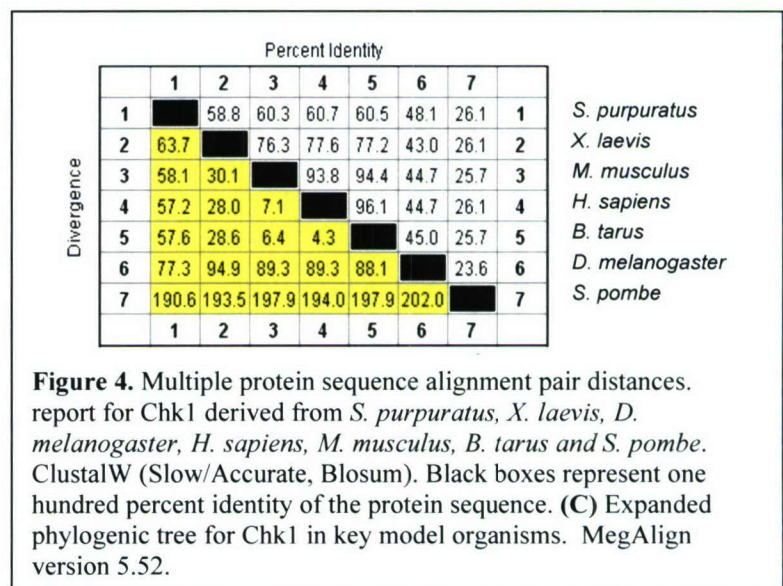 Percent Identity
1 2 3 4 5 6 7
1 58.8 60.3 60.7 60.5 48.1 26.1 1 S. purpuratus
2 63.7 76.3 77.6 77.2 43.0 26.1 2 X. laevis
3 58.1 30.1 93.8 94.4 44.7 25.7 3 M. musculus
4 57.2 28.0 7.1 96.1 44.7 26.1 4 H. sapiens
5 57.6 28.6 6.4 4.3 45.0 25.7 5 B. tarus
6 77.3 94.9 89.3 89.3 88.1 23.6 6 D. melanogaster
7 190.6 193.5 197.9 194.0 197.9 202.0 7 S. pombe
1 2 3 4 5 6 7
Divergence
Figure 4. Multiple protein sequence alignment pair distances.
report for Chk1 derived from S. purpuratus, X. laevis, D.
melanogaster, H. sapiens, M. musculus, B. tarus and S. pombe.
ClustalW (Slow/Accurate, Blosum). Black boxes represent one
hundred percent identity of the protein sequence. (C) Expanded
phylogenic tree for Chk1 in key model organisms. MegAlign
version 5.52.